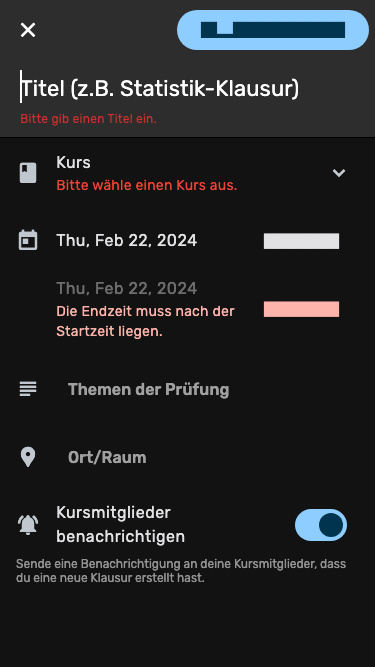 Titel (z.B. Statistik-Klausur)
Bitte gib einen Titel ein.
Kurs
Bitte wähle einen Kurs aus.
Thu, Feb 22, 2024
Thu, Feb 22, 2024
Die Endzeit muss nach der
Startzeit liegen.
Themen der Prüfung
Ort/Raum
Kursmitglieder
benachrichtigen
Sende eine Benachrichtigung an deine Kursmitglieder, dass
du eine neue Klausur erstellt hast.